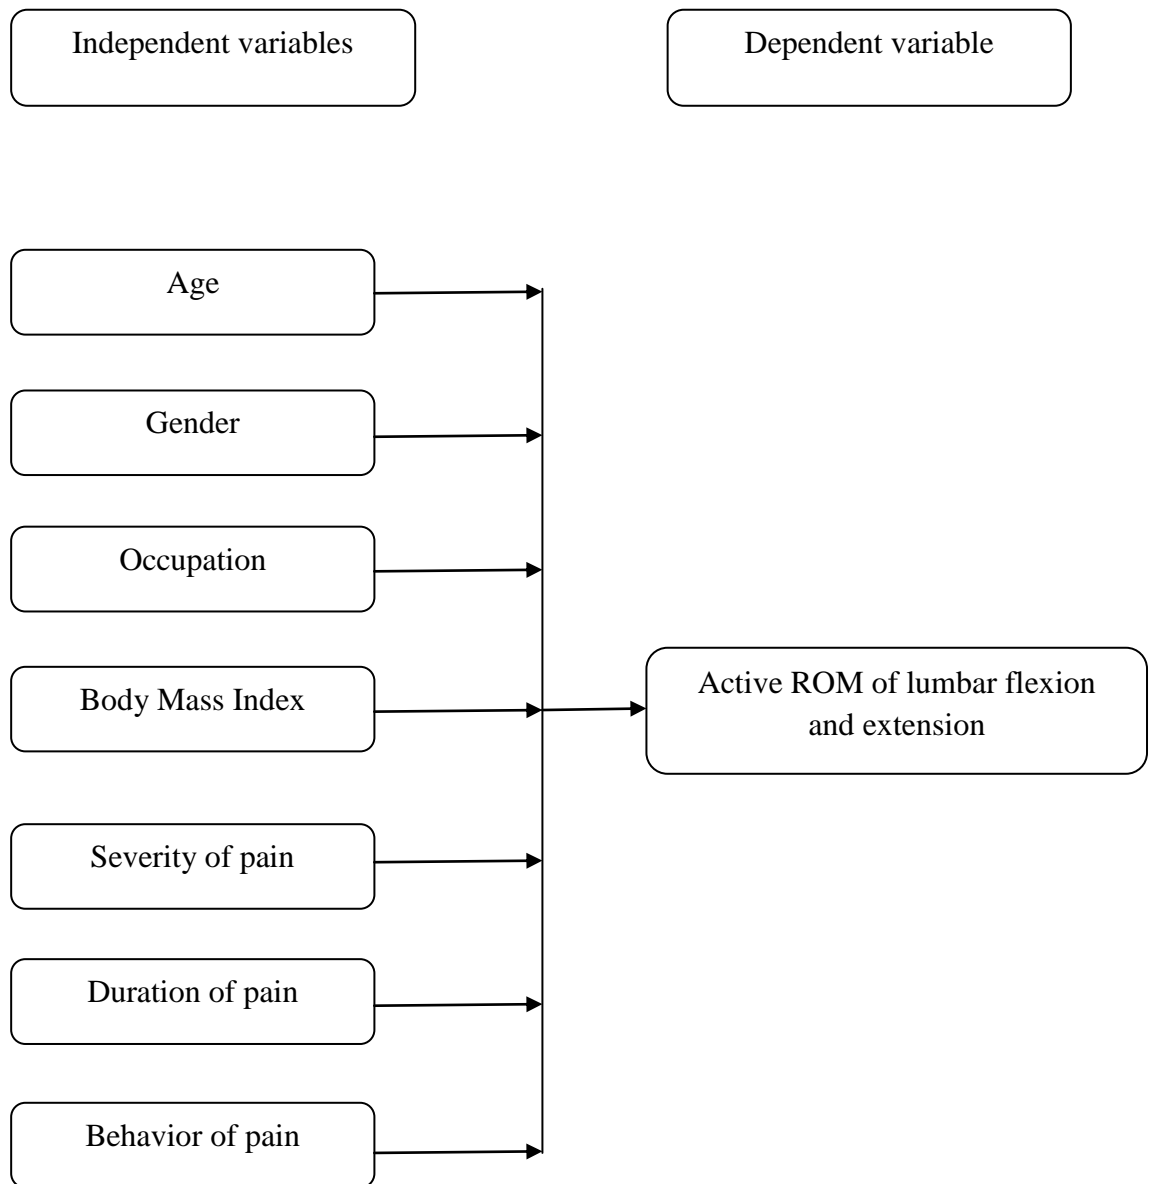 Independent variables
Dependent variable
Age
Gender
Occupation
Body Mass Index
Active ROM of lumbar flexion
and extension
Severity of pain
Duration of pain
Behavior of pain